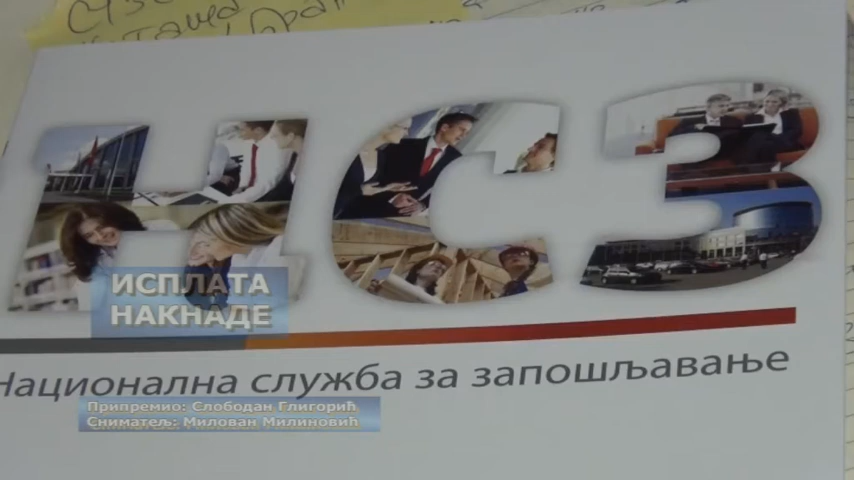 НСЗ
ИСПЛАТА
НАКНАДЕ
Национална служба за запошљавање
Припремио: Слободан Глигорић
Сниматељ: Милован Милиновић